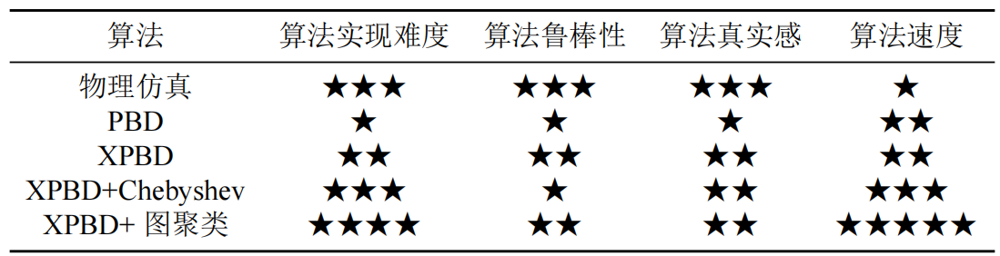 算法 算法实现难度 算法鲁棒性 算法真实感 算法速度
物理仿真 ★★★ ★★★ ★★★ ★
PBD ★ ★ ★ ★★
XPBD ★★ ★★ ★★ ★★
XPBD+Chebyshev ★★★ ★ ★★ ★★★
XPBD+ 图聚类 ★★★★ ★★ ★★ ★★★★★